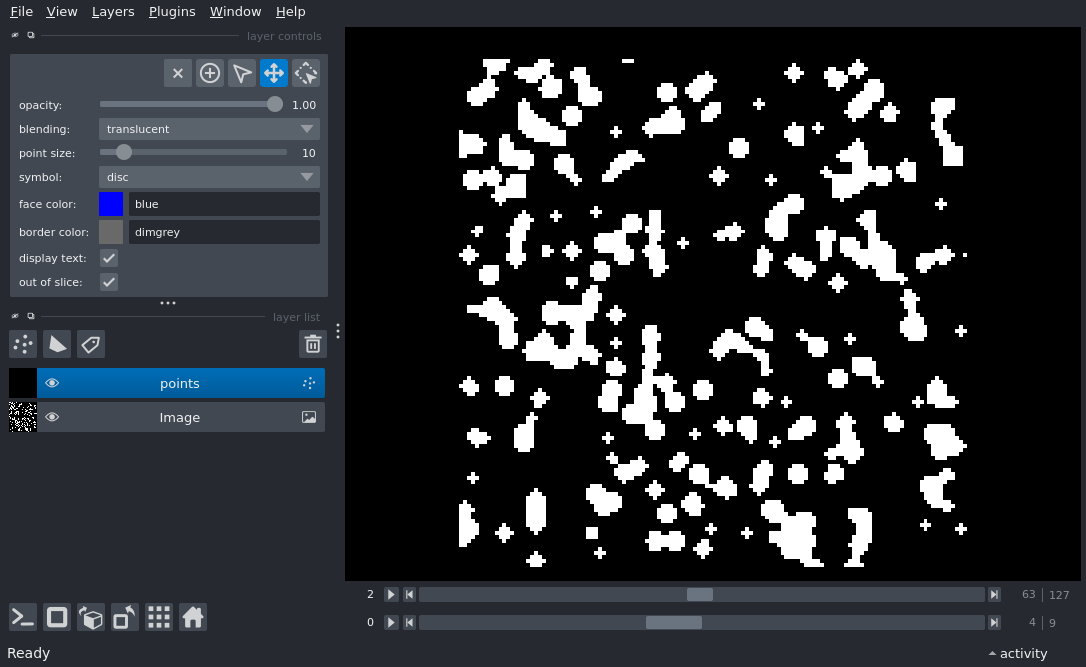 File View Layers Plugins Window Help
layer controls
opacity: 1.00
blending: translucent
point size: 10
symbol: disc
face color: blue
border color: dimgrey
display text:
out of slice:
layer list
points
Image
2 63 127
0 4 9
Ready activity